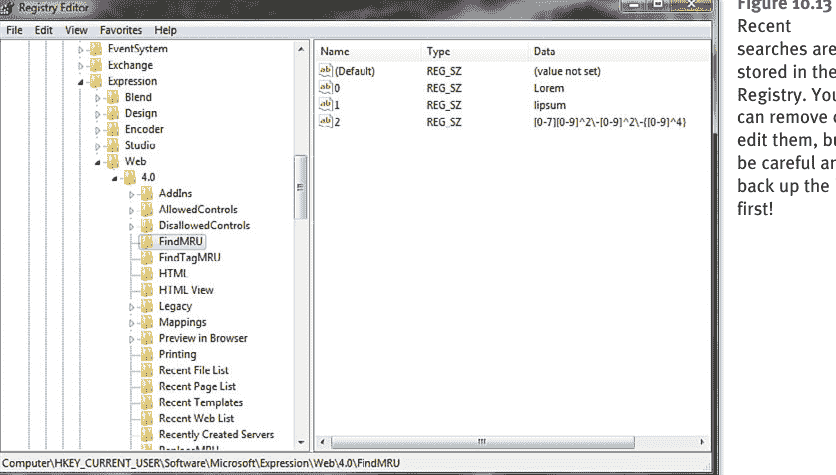 Registry Editor
File Edit View Favorites Help
EventSystem
Exchange
Expression
Blend
Design
Encoder
Studio
Web
4.0
AddIns
AllowedControls
DisallowedControls
FindMRU
FindTagMRU
HTML
HTML View
Legacy
Mappings
Preview in Browser
Printing
Recent File List
Recent Page List
Recent Templates
Recent Web List
Recently Created Servers
Name Type Data
(Default) REG_SZ (value not set)
0 REG_SZ Lorem
1 REG_SZ Iipsum
2 REG_SZ [0-7][0-9]^2\-[0-9]^2\-{[0-9]^4}
Computer\HKEY_CURRENT_USER\Software\Microsoft\Expression\Web\4.0\FindMRU
Figure 10.13
Recent
searches are
stored in the
Registry. You
can remove
edit them,
be careful
back up the
first!